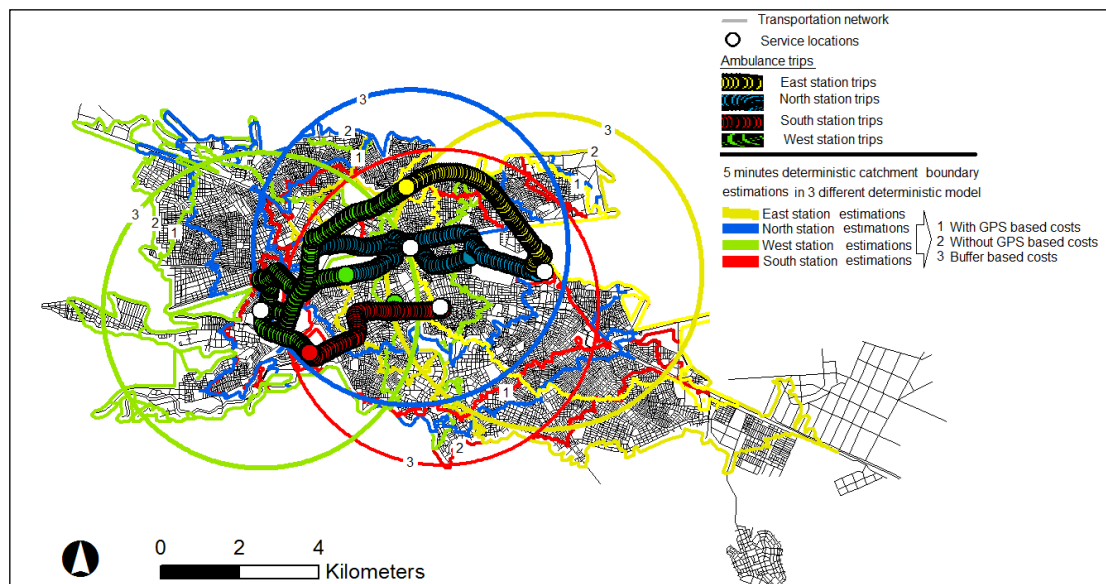 Transportation network
Service locations
Ambulance trips
East station trips
North station trips
South station trips
West station trips
5 minutes deterministic catchment boundary
estimations in 3 different deterministic model
East station estimations
North station estimations
West station estimations
South station estimations
1 With GPS based costs
2 Without GPS based costs
3 Buffer based costs
3
3
2
2
1
1
3
2
1
1
2
3
0 2 4
Kilometers